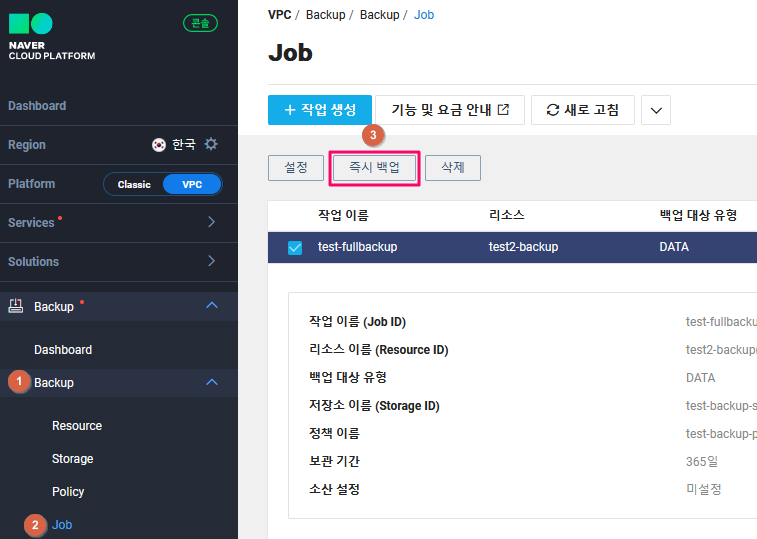 NAVER
CLOUD PLATFORM
콘솔
Dashboard
Region 한국
Platform Classic VPC
Services
Solutions
Backup
Dashboard
1 Backup
Resource
Storage
Policy
2 Job
VPC / Backup / Backup / Job
Job
+ 작업 생성 기능 및 요금 안내 새로 고침
3
설정 즉시 백업 삭제
작업 이름 리소스 백업 대상 유형
test-fullbackup test2-backup DATA
작업 이름 (Job ID) test-fullbacku
리소스 이름 (Resource ID) test2-backup(
백업 대상 유형 DATA
저장소 이름 (Storage ID) test-backup-s
정책 이름 test-backup-p
보관 기간 365일
소산 설정 미설정